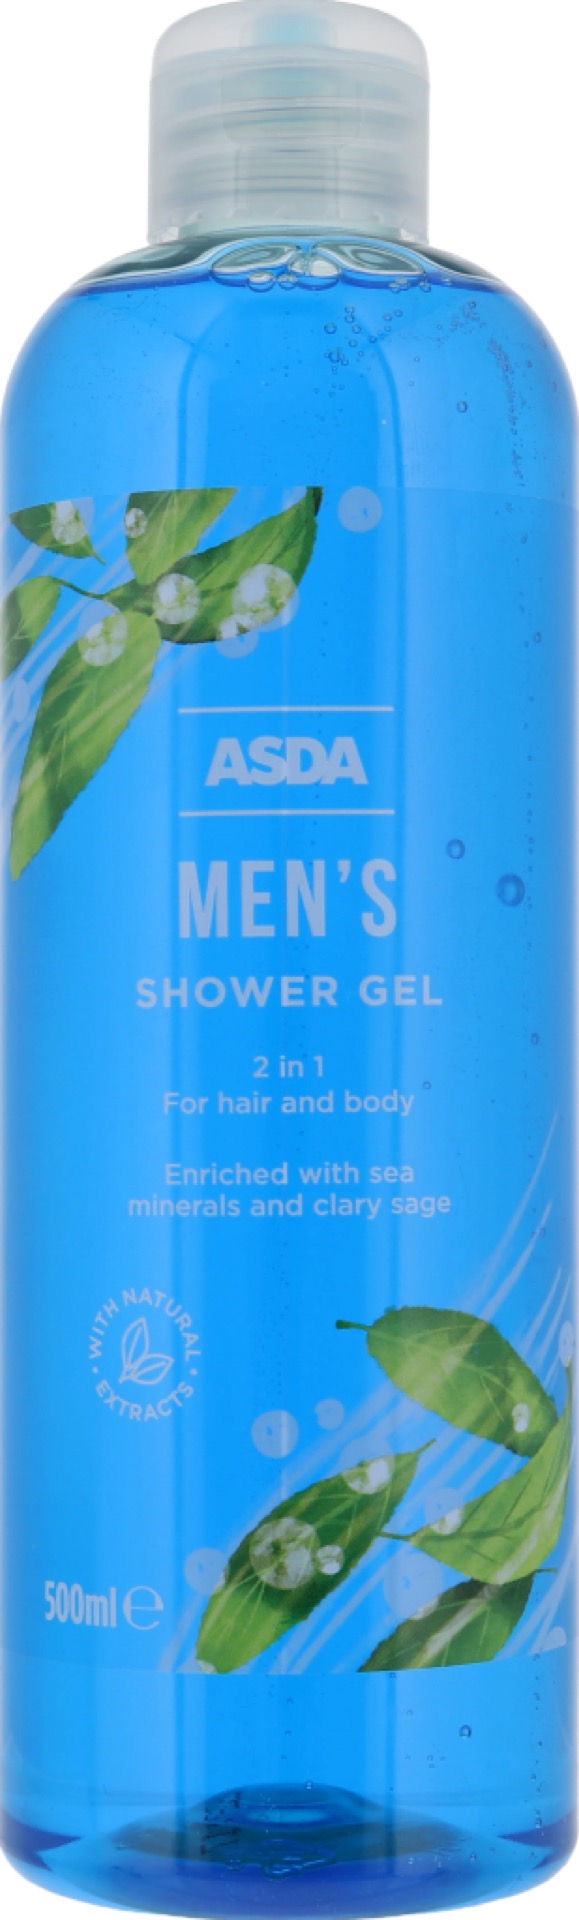 ASDA
MEN'S
SHOWER GEL
2 in 1
For hair and body
Enriched with sea
minerals and clary sage
• WITH NATURAL •
EXTRACTS
500ml ℮